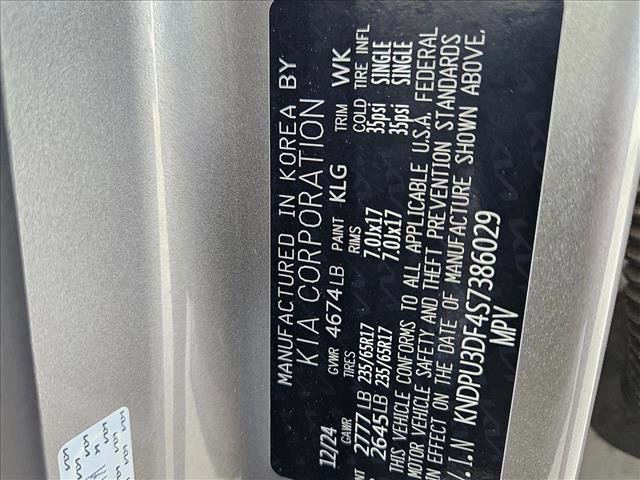 MANUFACTURED IN KOREA BY
KIA CORPORATION
12/24 GVWR 4674LB PAINT KLG TRIM WK
GAWR TIRES RIMS COLD TIRE INFL
NT 2777LB 235/65R17 7.0Jx17 35psi SINGLE
2645LB 235/65R17 7.0Jx17 35psi SINGLE
THIS VEHICLE CONFORMS TO ALL APPLICABLE U.S.A. FEDERAL
MOTOR VEHICLE SAFETY AND THEFT PREVENTION STANDARDS
IN EFFECT ON THE DATE OF MANUFACTURE SHOWN ABOVE.
V.I.N KNDPU3DF4S7386029
MPV